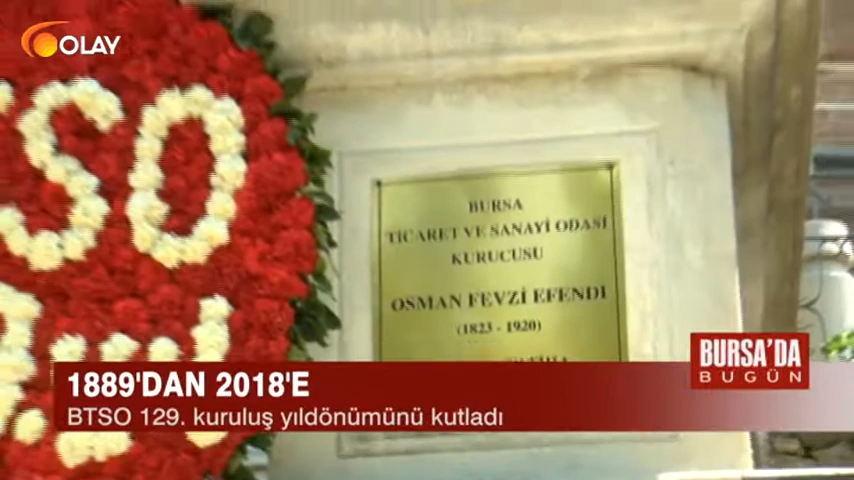 OLAY
SO
BURSA
TİCARET VE SANAYİ ODASI
KURUCUSU
OSMAN FEVZİ EFENDİ
(1823 - 1920)
BURSA'DA
BUGÜN
1889'DAN 2018'E
BTSO 129. kuruluş yıldönümünü kutladı